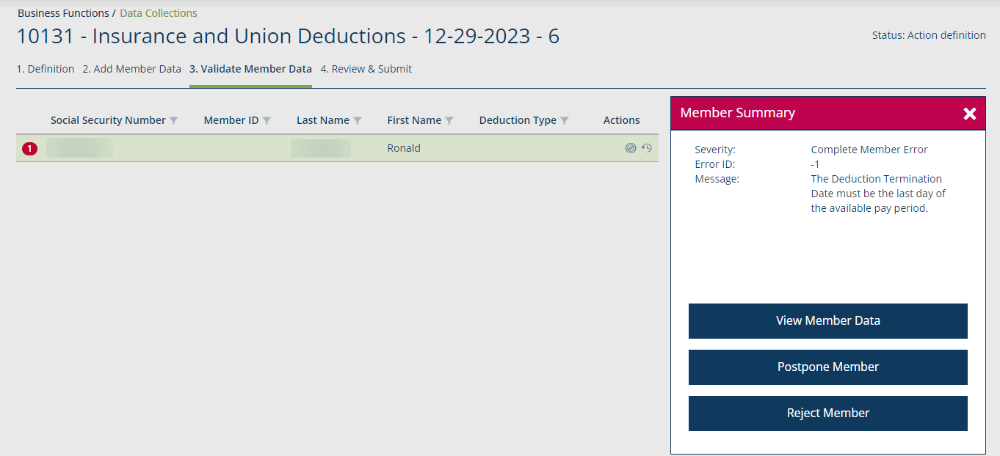 Business Functions / Data Collections
10131 - Insurance and Union Deductions - 12-29-2023 - 6
Status: Action definition
1. Definition 2. Add Member Data 3. Validate Member Data 4. Review & Submit
Social Security Number Member ID Last Name First Name Deduction Type Actions
1 Ronald
Member Summary
Severity: Complete Member Error
Error ID: -1
Message: The Deduction Termination
Date must be the last day of
the available pay period.
View Member Data
Postpone Member
Reject Member